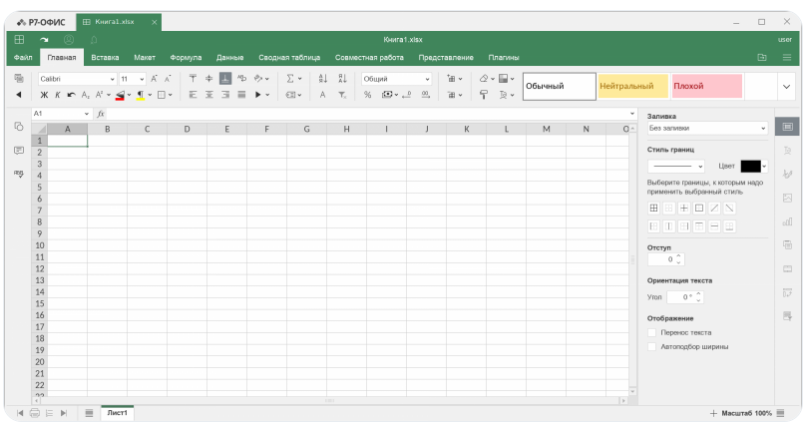 Р7-ОФИС Книга1.xlsx ×
Книга1.xlsx user
Файл Главная Вставка Макет Формула Данные Сводная таблица Совместная работа Представление Плагины
Calibri 11 Общий
Обычный Нейтральный Плохой
Ж К
A1 fx
A B C D E F G H I J K L M N O
1
2
3
4
5
6
7
8
9
10
11
12
13
14
15
16
17
18
19
20
21
22
23
Заливка
Без заливки
Стиль границ
Цвет
Выберите границы, к которым надо
применить выбранный стиль
Отступ
0
Ориентация текста
Угол 0 °
Отображение
Перенос текста
Автоподбор ширины
Лист1 Масштаб 100%